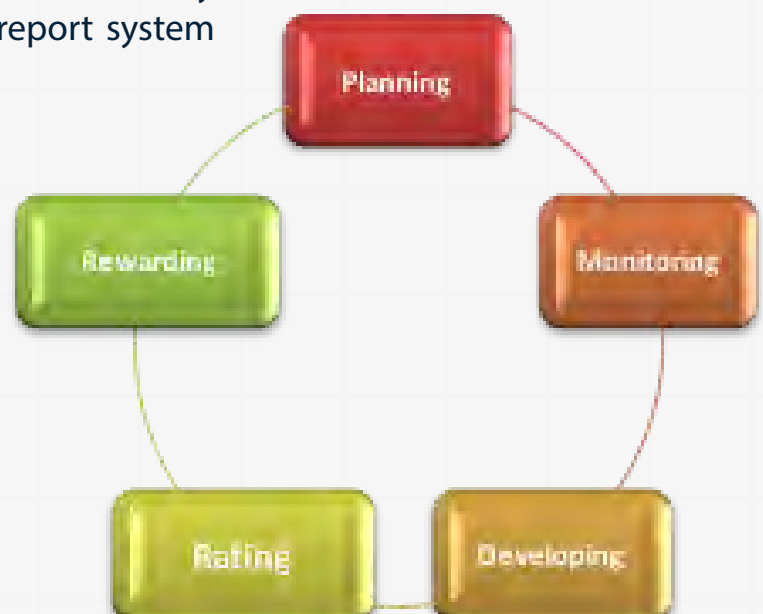 report system
Planning
Rewarding
Monitoring
Rating
Developing